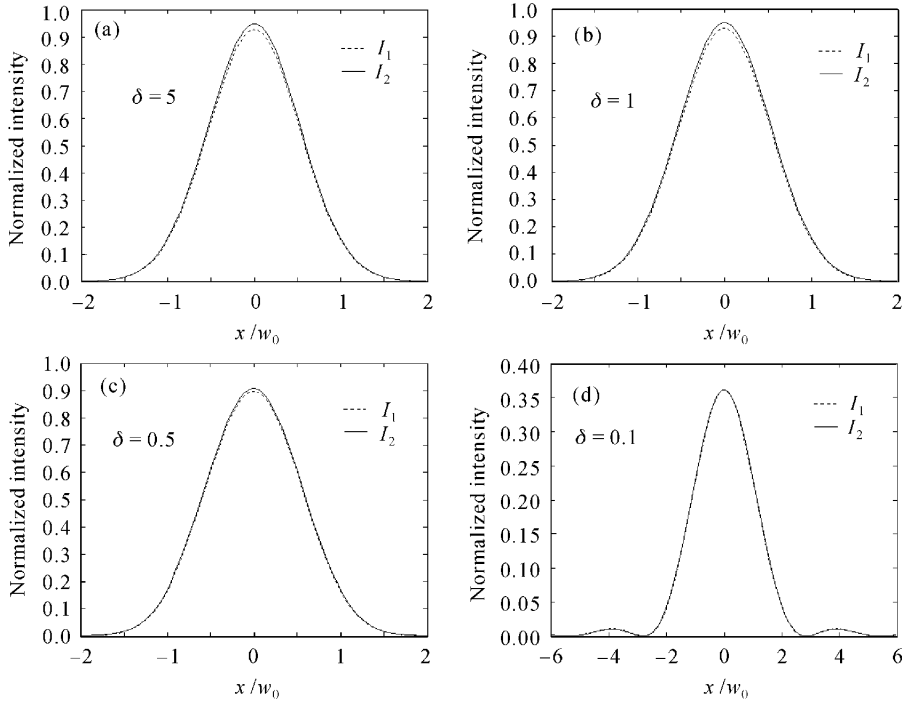 (a)
I₁
I₂
δ = 5
Normalized intensity
1.0
0.9
0.8
0.7
0.6
0.5
0.4
0.3
0.2
0.1
0.0
−2 −1 0 1 2
x/w₀
(b)
I₁
I₂
δ = 1
Normalized intensity
1.0
0.9
0.8
0.7
0.6
0.5
0.4
0.3
0.2
0.1
0.0
−2 −1 0 1 2
x/w₀
(c)
I₁
I₂
δ = 0.5
Normalized intensity
1.0
0.9
0.8
0.7
0.6
0.5
0.4
0.3
0.2
0.1
0.0
−2 −1 0 1 2
x/w₀
(d)
I₁
I₂
δ = 0.1
Normalized intensity
0.40
0.35
0.30
0.25
0.20
0.15
0.10
0.05
0.00
−6 −4 −2 0 2 4 6
x/w₀